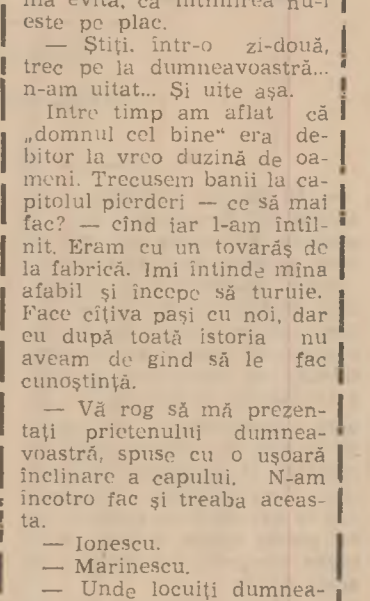 mă evita, că întîlnirea nu-i
este pe plac.
— Știți. într-o zi-două,
trec pe la dumneavoastră...
n-am uitat... Și uite așa.
Intre timp am aflat că
„domnul cel bine“ era de-
bitor la vreo duzină de oa-
meni. Trecusem banii la ca-
pitolul pierderi — ce să mai
fac? — cînd iar l-am întîl-
nit. Eram cu un tovarăș de
la fabrică. Imi întinde mîna
afabil și începe să turuie.
Face cîțiva pași cu noi, dar
eu după toată istoria nu
aveam de gind să le fac
cunoștință.
— Vă rog să mă prezen-
tați prietenului dumnea-
voastră, spuse cu o ușoară
înclinare a capului. N-am
incotro fac și treaba aceas-
ta.
— Ionescu.
— Marinescu.
— Unde locuiți dumnea-